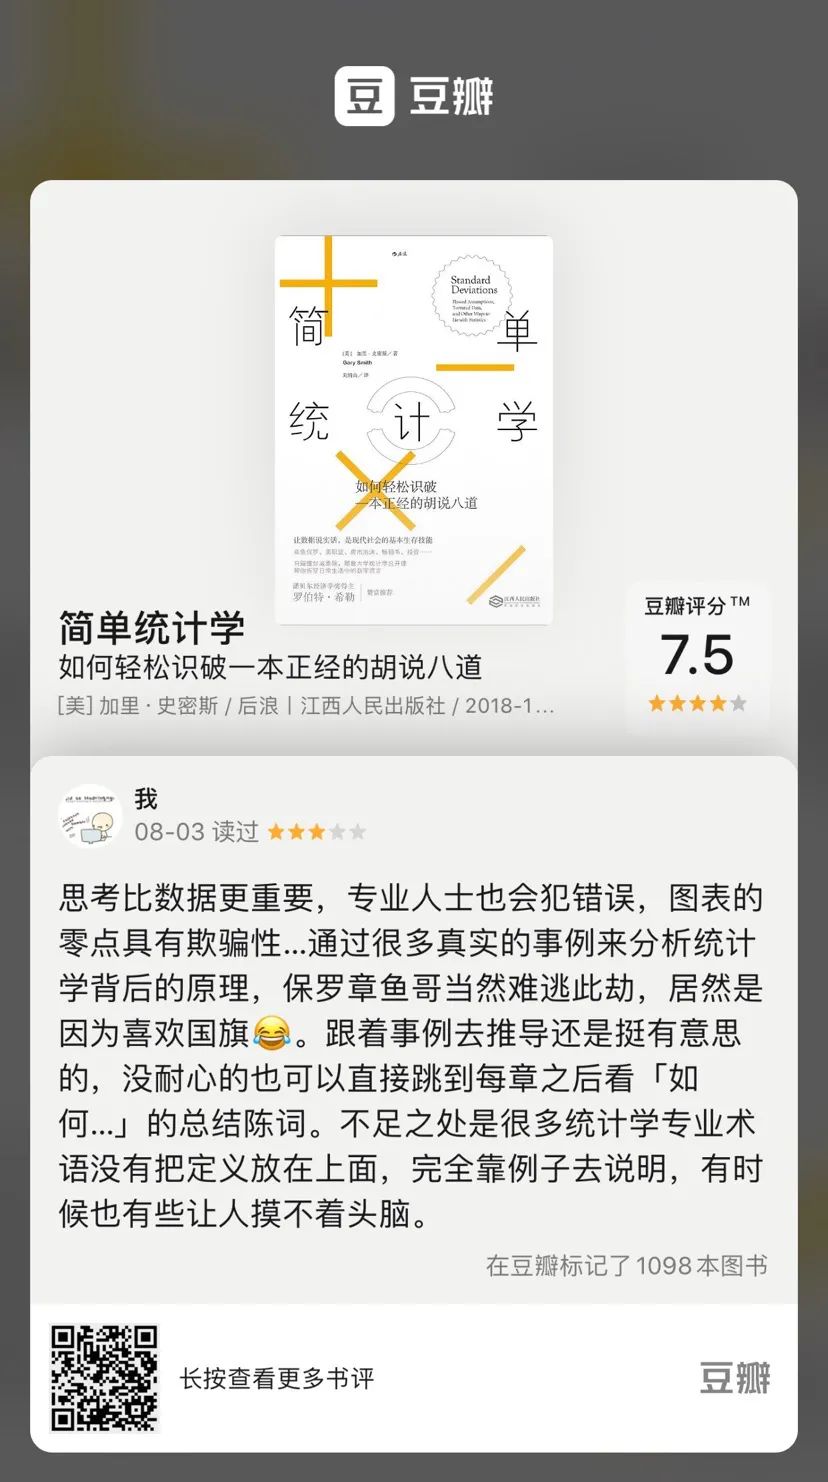 豆 豆瓣
Standard
Deviations
Flawed Assumptions,
Tortured Data,
and Other Ways to
Lie with Statistics
简 单
[美] 加里·史密斯/著
Gary Smith
统 计 学
如何轻松识破
一本正经的胡说八道
让数据说实话,是现代社会的基本生存技能
诺贝尔经济学奖得主
罗伯特·希勒 赞赏推荐
江西人民出版社
简单统计学
如何轻松识破一本正经的胡说八道
[美] 加里·史密斯 / 后浪丨江西人民出版社 / 2018-1...
豆瓣评分™
7.5
我
08-03 读过
思考比数据更重要，专业人士也会犯错误，图表的
零点具有欺骗性...通过很多真实的事例来分析统计
学背后的原理，保罗章鱼哥当然难逃此劫，居然是
因为喜欢国旗😂。跟着事例去推导还是挺有意思
的，没耐心的也可以直接跳到每章之后看「如
何...」的总结陈词。不足之处是很多统计学专业术
语没有把定义放在上面，完全靠例子去说明，有时
候也有些让人摸不着头脑。
在豆瓣标记了1098本图书
长按查看更多书评
豆瓣